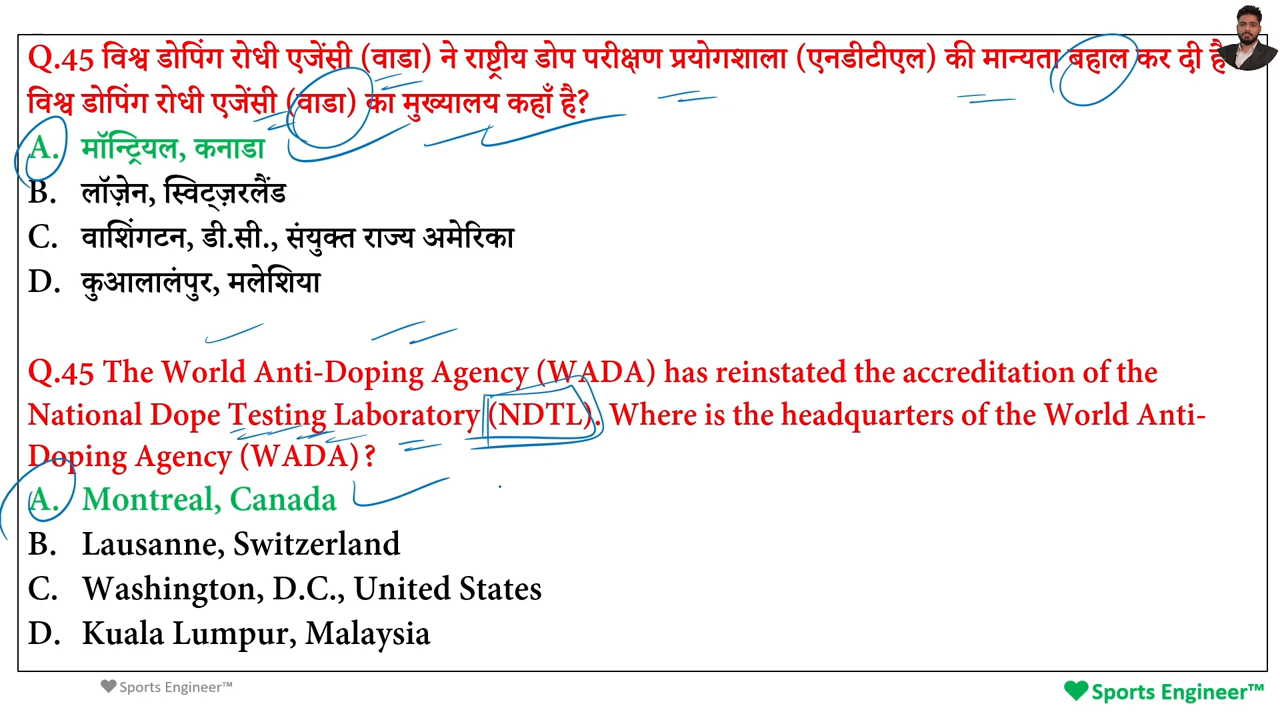 Q.45 विश्व डोपिंग रोधी एजेंसी (वाडा) ने राष्ट्रीय डोप परीक्षण प्रयोगशाला (एनडीटीएल) की मान्यता बहाल कर दी है
विश्व डोपिंग रोधी एजेंसी (वाडा) का मुख्यालय कहाँ है?
A. मॉन्ट्रियल, कनाडा
B. लॉज़ेन, स्विट्ज़रलैंड
C. वाशिंगटन, डी.सी., संयुक्त राज्य अमेरिका
D. कुआलालंपुर, मलेशिया
Q.45 The World Anti-Doping Agency (WADA) has reinstated the accreditation of the
National Dope Testing Laboratory (NDTL). Where is the headquarters of the World Anti-
Doping Agency (WADA)?
A. Montreal, Canada
B. Lausanne, Switzerland
C. Washington, D.C., United States
D. Kuala Lumpur, Malaysia
Sports Engineer™
Sports Engineer™